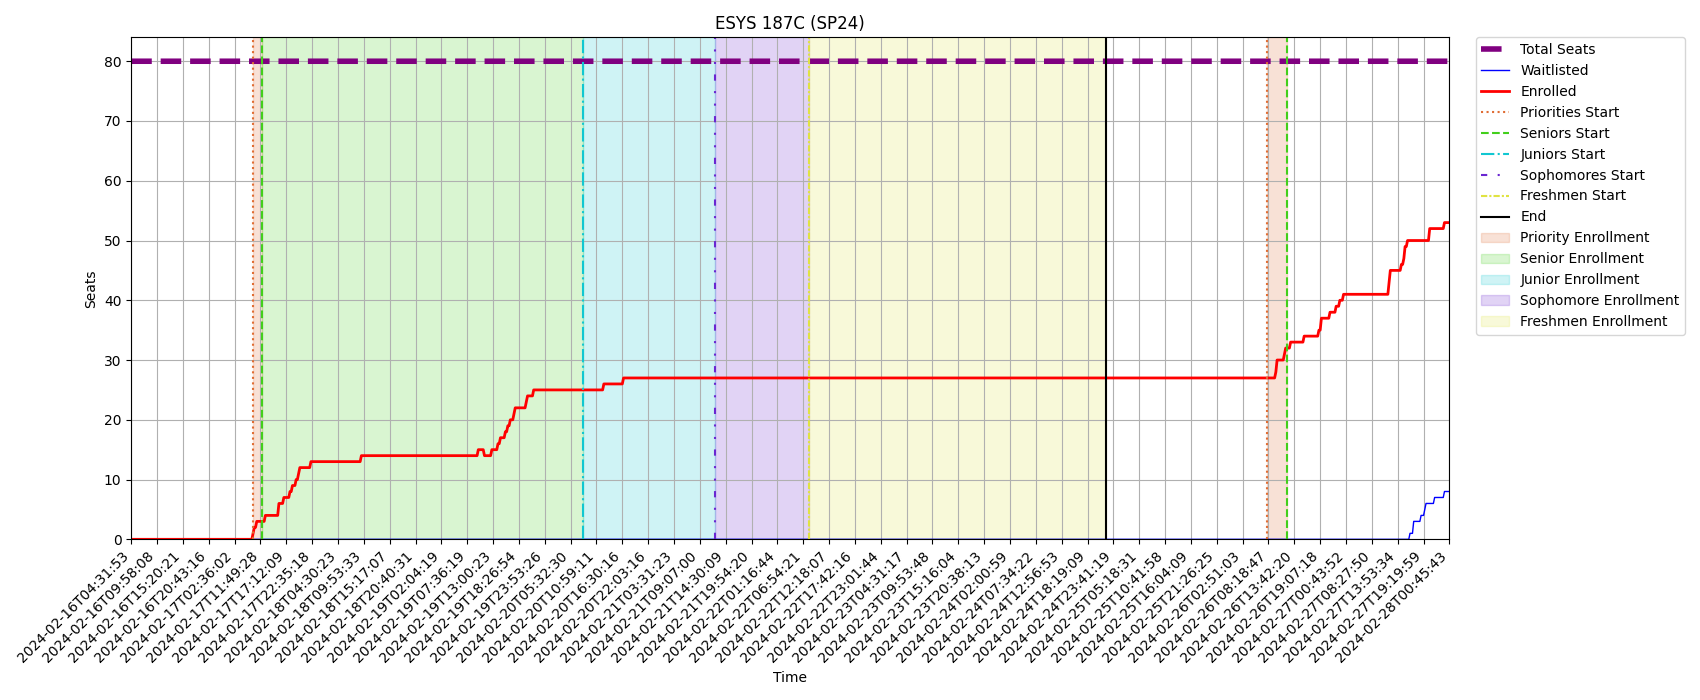 ESYS 187C (SP24)
Total Seats
Waitlisted
Enrolled
Priorities Start
Seniors Start
Juniors Start
Sophomores Start
Freshmen Start
End
Priority Enrollment
Senior Enrollment
Junior Enrollment
Sophomore Enrollment
Freshmen Enrollment
Seats
80
70
60
50
40
30
20
10
0
2024-02-16T04:31:53
2024-02-16T09:58:08
2024-02-16T15:20:21
2024-02-16T20:43:16
2024-02-17T02:36:02
2024-02-17T11:49:28
2024-02-17T17:12:09
2024-02-17T22:35:18
2024-02-18T04:30:23
2024-02-18T09:53:33
2024-02-18T15:17:07
2024-02-18T20:40:31
2024-02-19T02:04:19
2024-02-19T07:36:19
2024-02-19T13:00:23
2024-02-19T18:26:54
2024-02-19T23:53:26
2024-02-20T05:32:30
2024-02-20T10:59:11
2024-02-20T16:30:16
2024-02-20T22:03:16
2024-02-21T03:31:23
2024-02-21T09:07:00
2024-02-21T14:30:09
2024-02-21T19:54:20
2024-02-22T01:16:44
2024-02-22T06:54:21
2024-02-22T12:18:07
2024-02-22T17:42:16
2024-02-22T23:01:44
2024-02-23T04:31:17
2024-02-23T09:53:48
2024-02-23T15:16:04
2024-02-23T20:38:13
2024-02-24T02:00:59
2024-02-24T07:34:22
2024-02-24T12:56:53
2024-02-24T18:19:09
2024-02-24T23:41:19
2024-02-25T05:18:31
2024-02-25T10:41:58
2024-02-25T16:04:09
2024-02-25T21:26:25
2024-02-26T02:51:03
2024-02-26T08:18:47
2024-02-26T13:42:20
2024-02-26T19:07:18
2024-02-27T00:43:52
2024-02-27T08:27:50
2024-02-27T13:53:34
2024-02-27T19:19:59
2024-02-28T00:45:43
Time